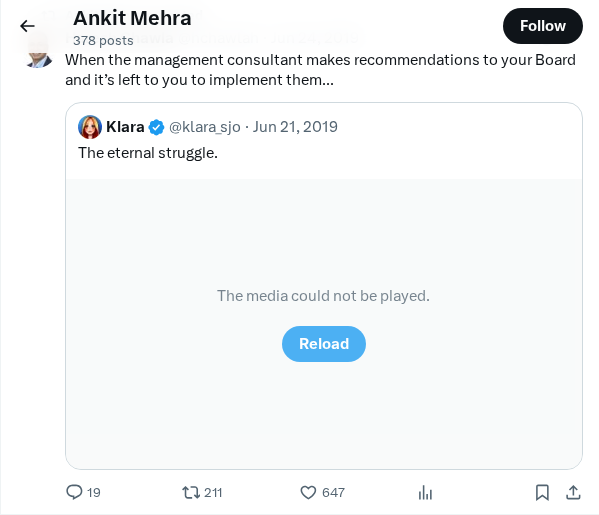 Ankit Mehra
378 posts
Follow
When the management consultant makes recommendations to your Board
and it’s left to you to implement them...
Klara @klara_sjo · Jun 21, 2019
The eternal struggle.
The media could not be played.
Reload
19 211 647